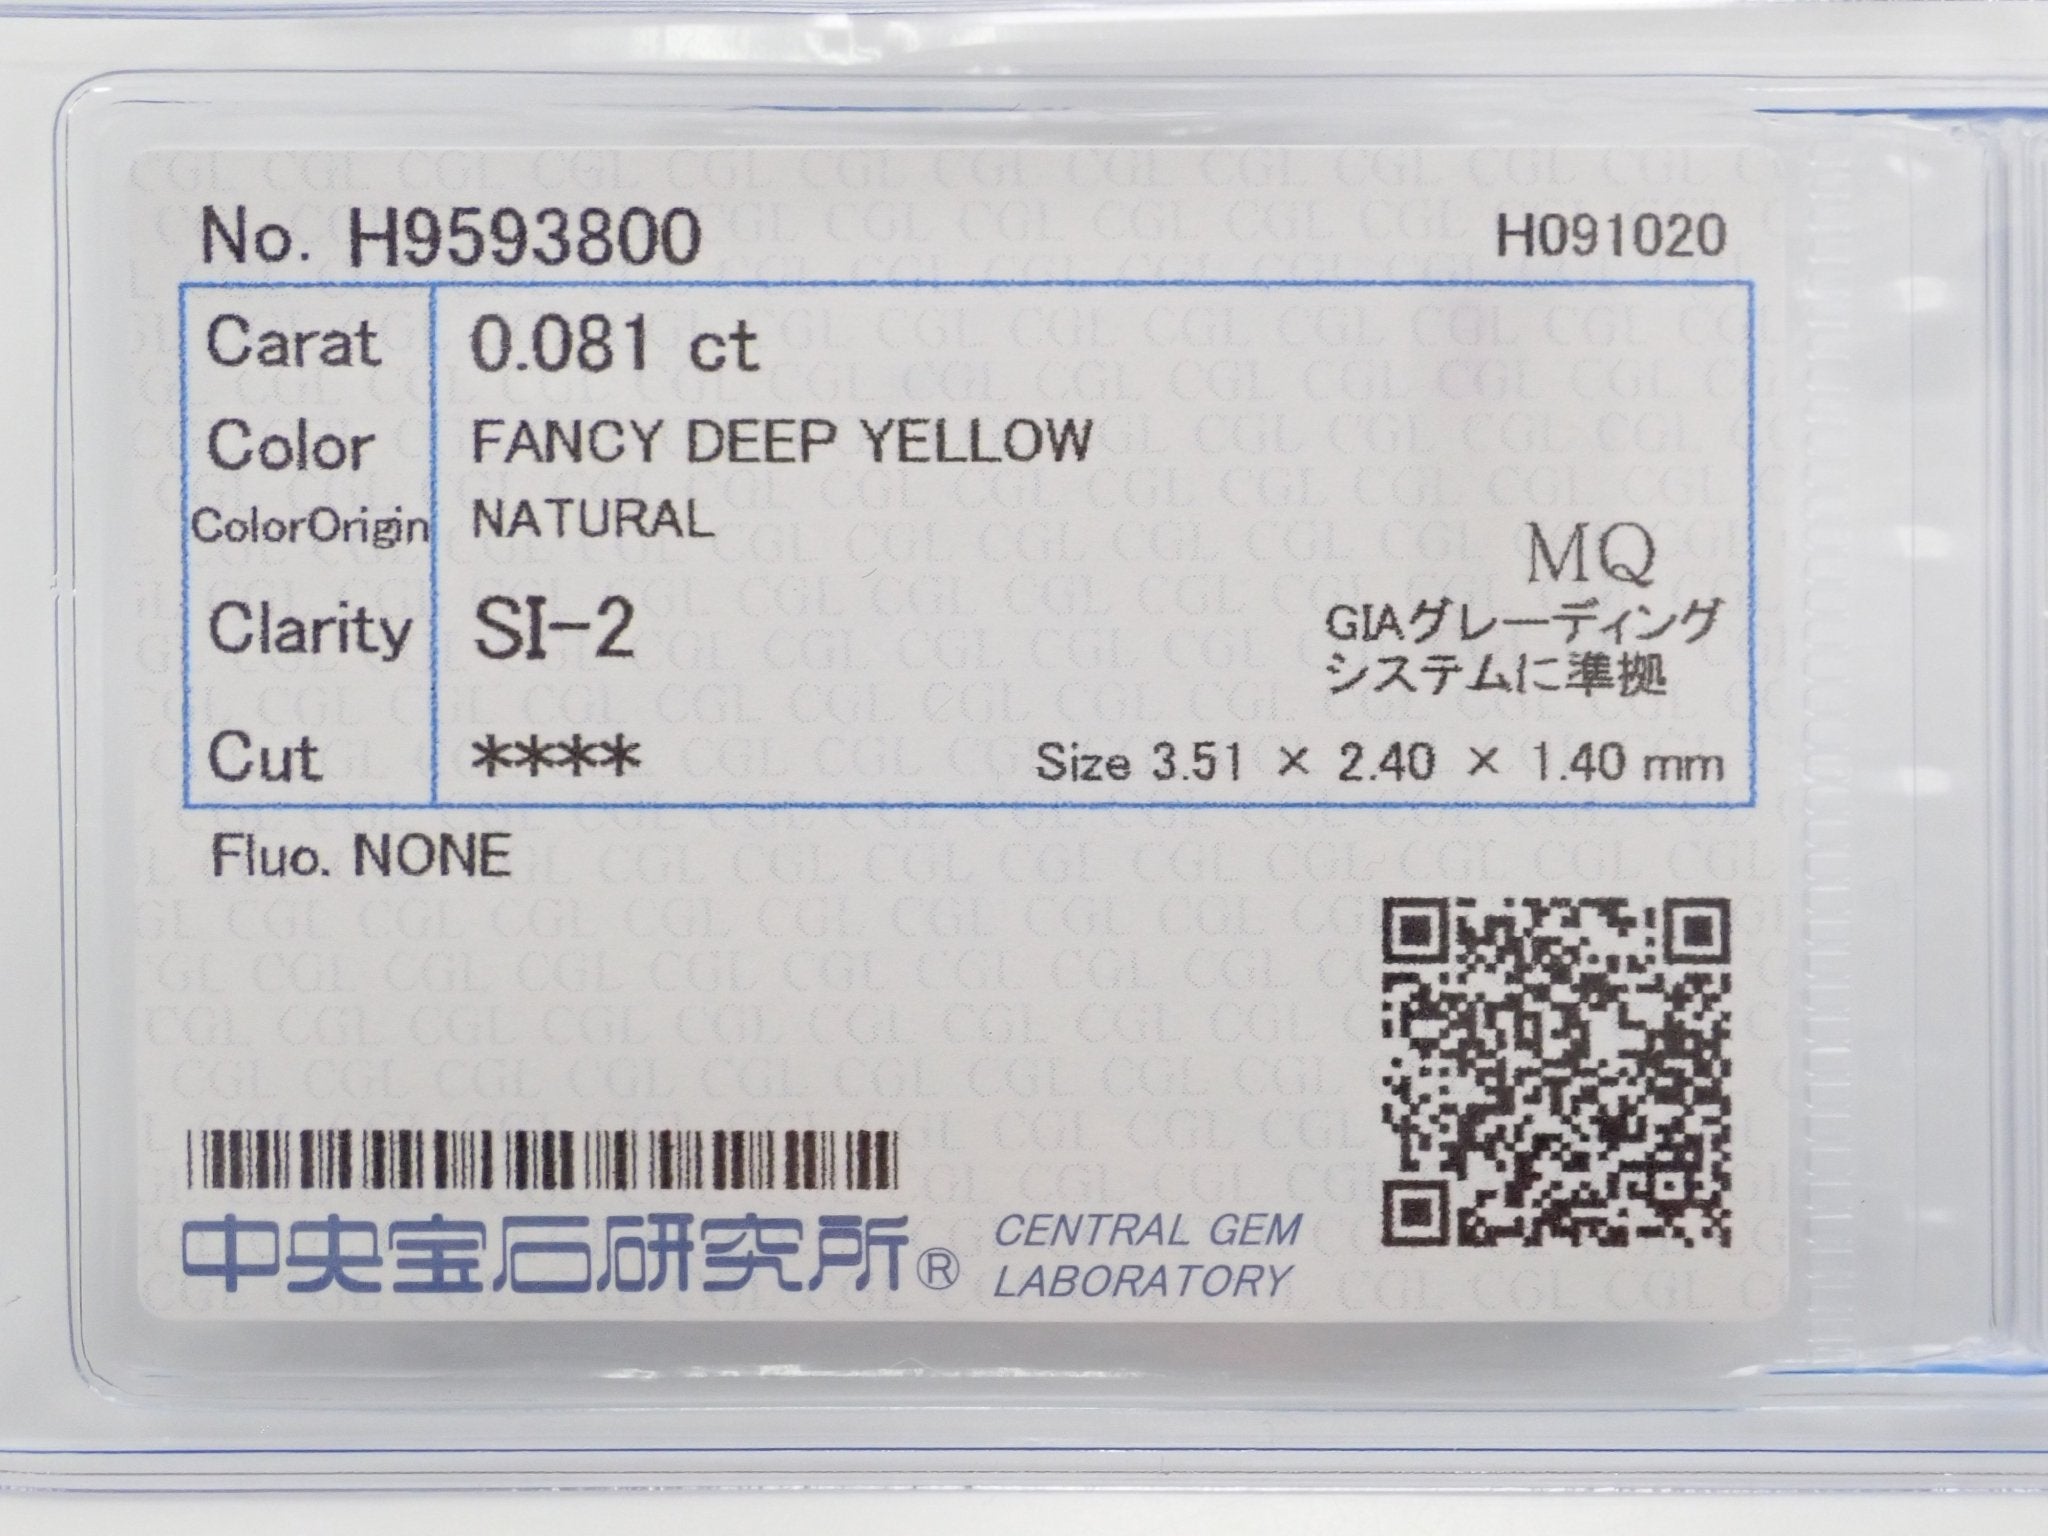 No. H9593800
H091020
Carat 0.081 ct
Color FANCY DEEP YELLOW
ColorOrigin NATURAL
MQ
Clarity SI-2
GIAグレーディング
システムに準拠
Cut ****
Size 3.51 × 2.40 × 1.40 mm
Fluo. NONE
中央宝石研究所®
CENTRAL GEM
LABORATORY